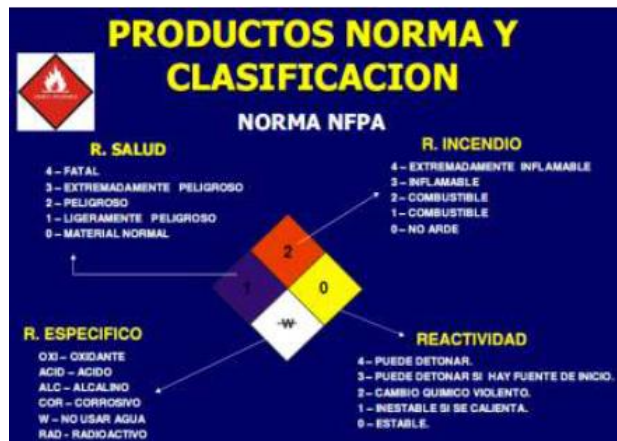 PRODUCTOS NORMA Y
CLASIFICACION
NORMA NFPA
R. SALUD
4 – FATAL
3 – EXTREMADAMENTE PELIGROSO
2 – PELIGROSO
1 – LIGERAMENTE PELIGROSO
0 – MATERIAL NORMAL
R. INCENDIO
4 – EXTREMADAMENTE INFLAMABLE
3 – INFLAMABLE
2 – COMBUSTIBLE
1 – COMBUSTIBLE
0 – NO ARDE
2
1
0
W
R. ESPECIFICO
OXI – OXIDANTE
ACID – ACIDO
ALC – ALCALINO
COR – CORROSIVO
W – NO USAR AGUA
RAD - RADIOACTIVO
REACTIVIDAD
4 – PUEDE DETONAR.
3 – PUEDE DETONAR SI HAY FUENTE DE INICIO.
2 – CAMBIO QUIMICO VIOLENTO.
1 – INESTABLE SI SE CALIENTA.
0 – ESTABLE.